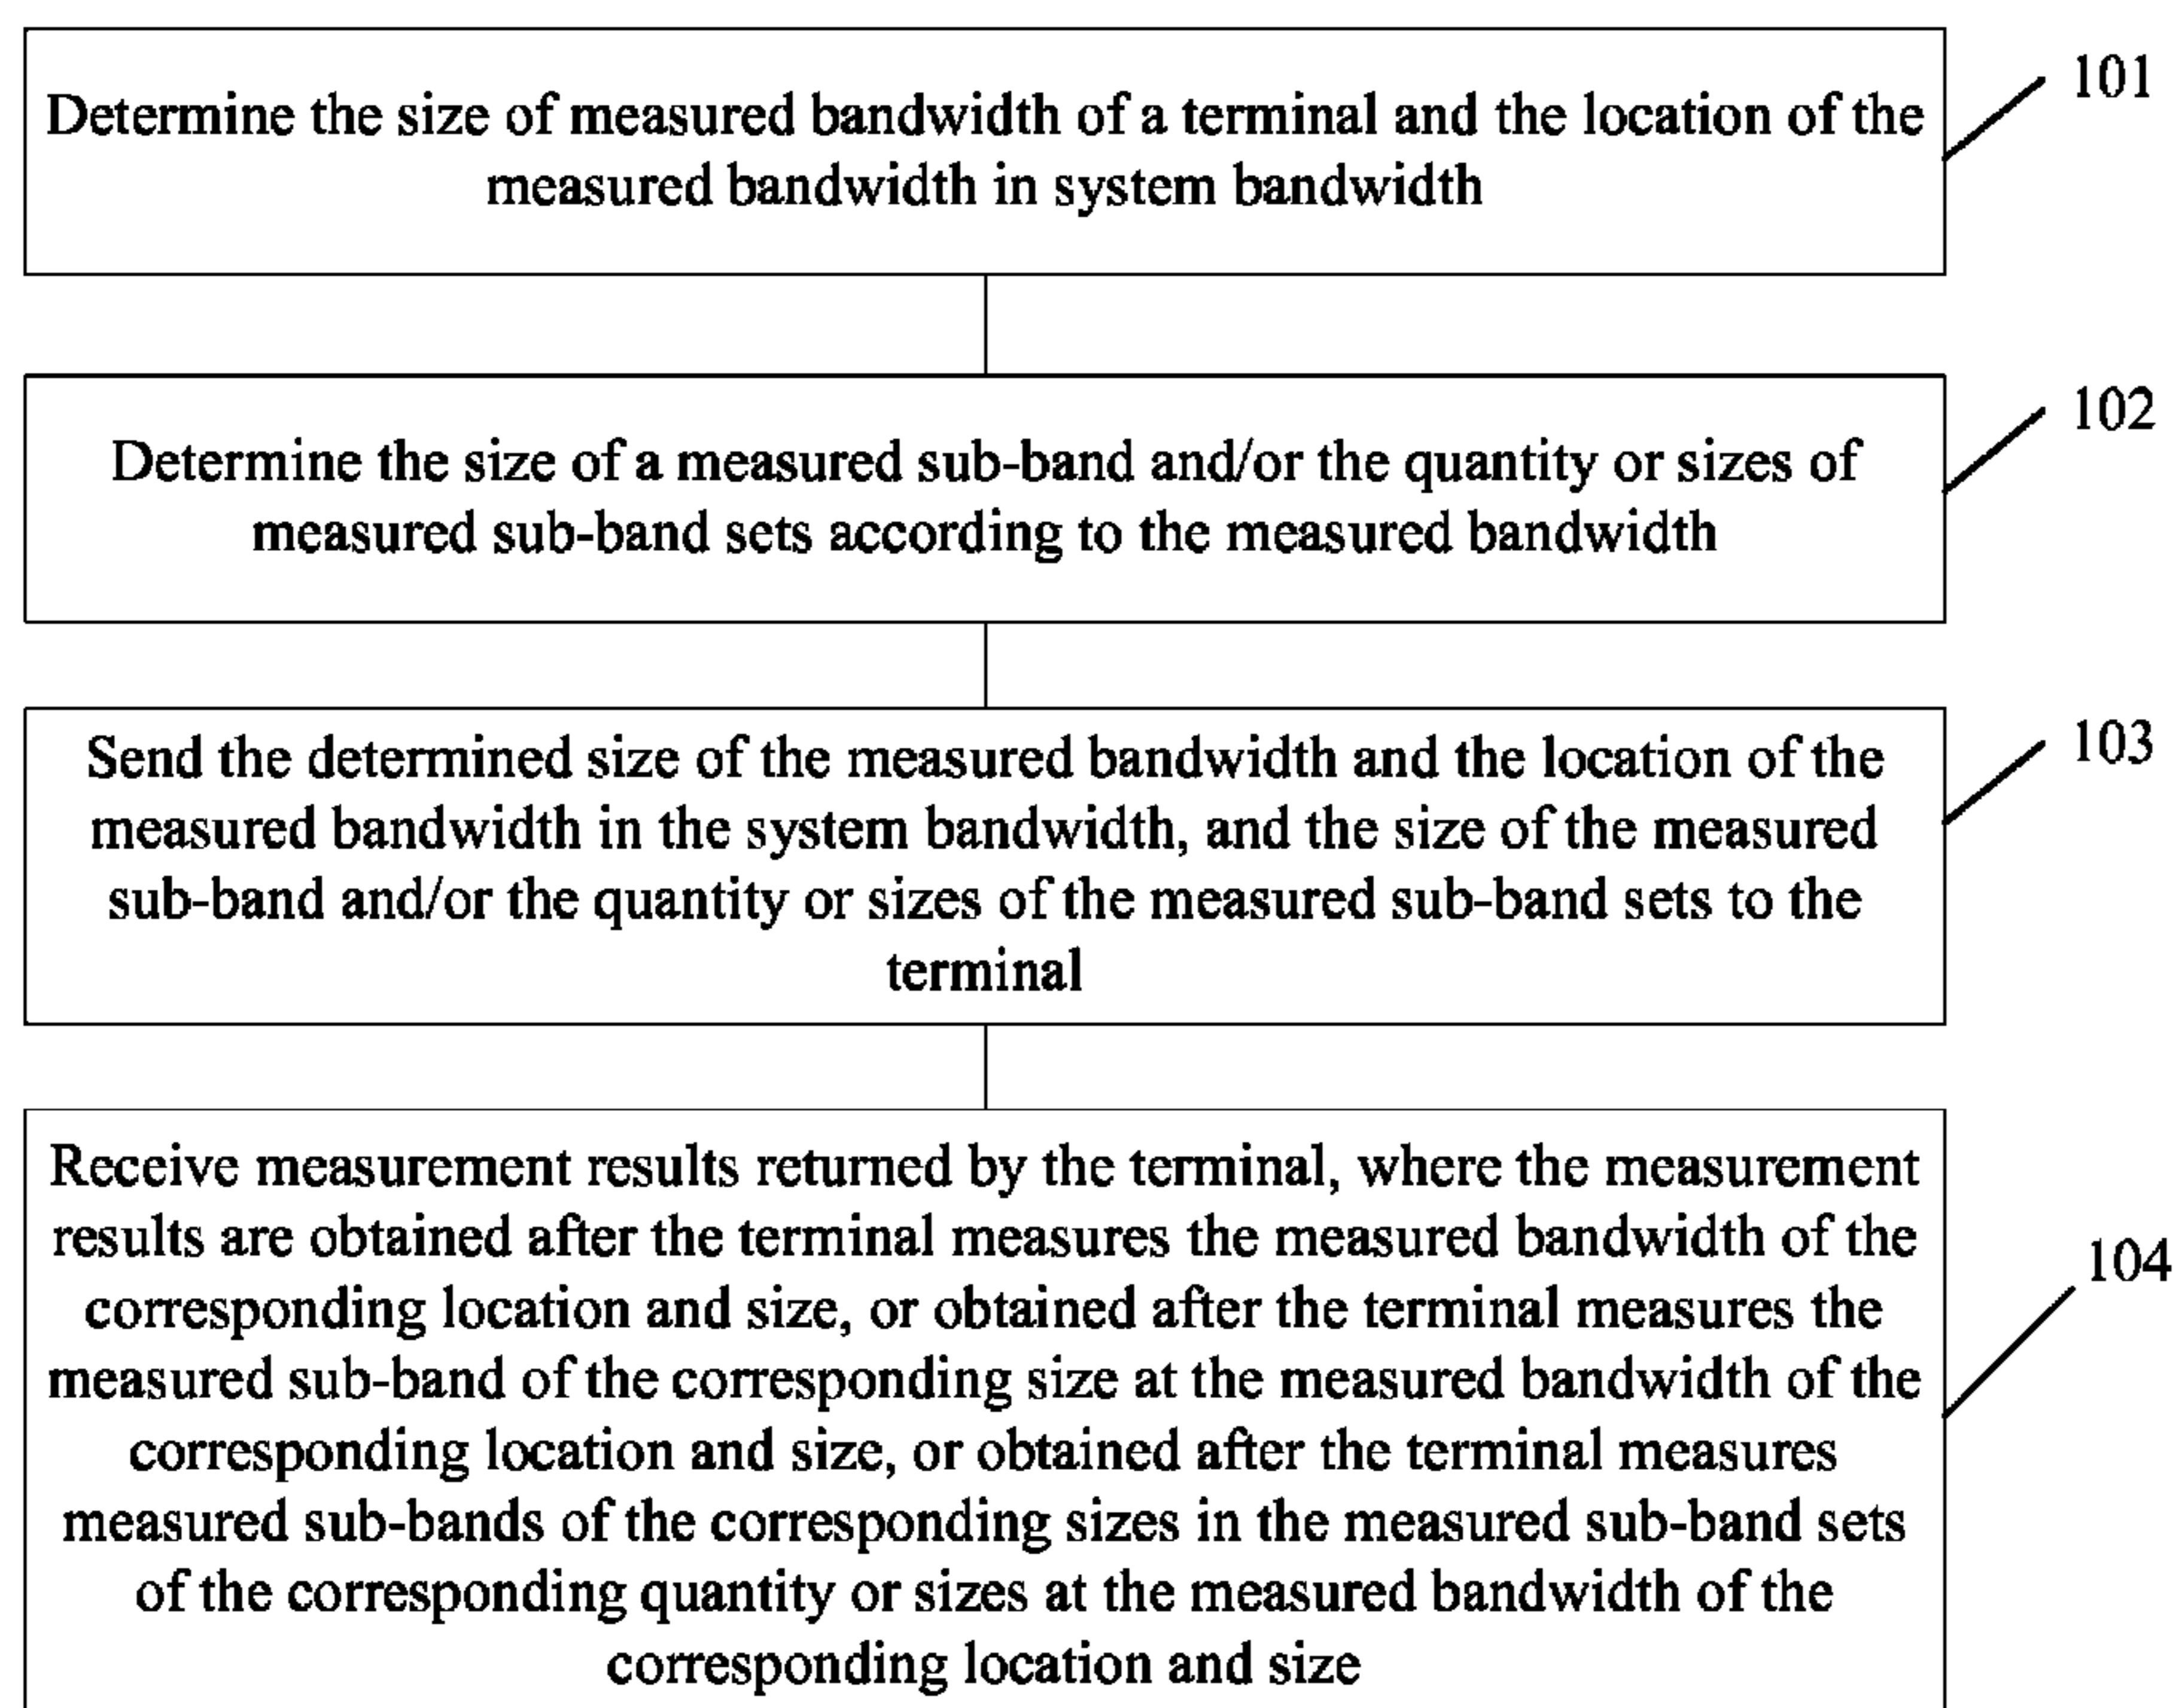 Determine the size of measured bandwidth of a terminal and the location of the
measured bandwidth in system bandwidth
101
Determine the size of a measured sub-band and/or the quantity or sizes of
measured sub-band sets according to the measured bandwidth
102
Send the determined size of the measured bandwidth and the location of the
measured bandwidth in the system bandwidth, and the size of the measured
sub-band and/or the quantity or sizes of the measured sub-band sets to the
terminal
103
Receive measurement results returned by the terminal, where the measurement
results are obtained after the terminal measures the measured bandwidth of the
corresponding location and size, or obtained after the terminal measures the
measured sub-band of the corresponding size at the measured bandwidth of the
corresponding location and size, or obtained after the terminal measures
measured sub-bands of the corresponding sizes in the measured sub-band sets
of the corresponding quantity or sizes at the measured bandwidth of the
corresponding location and size
104